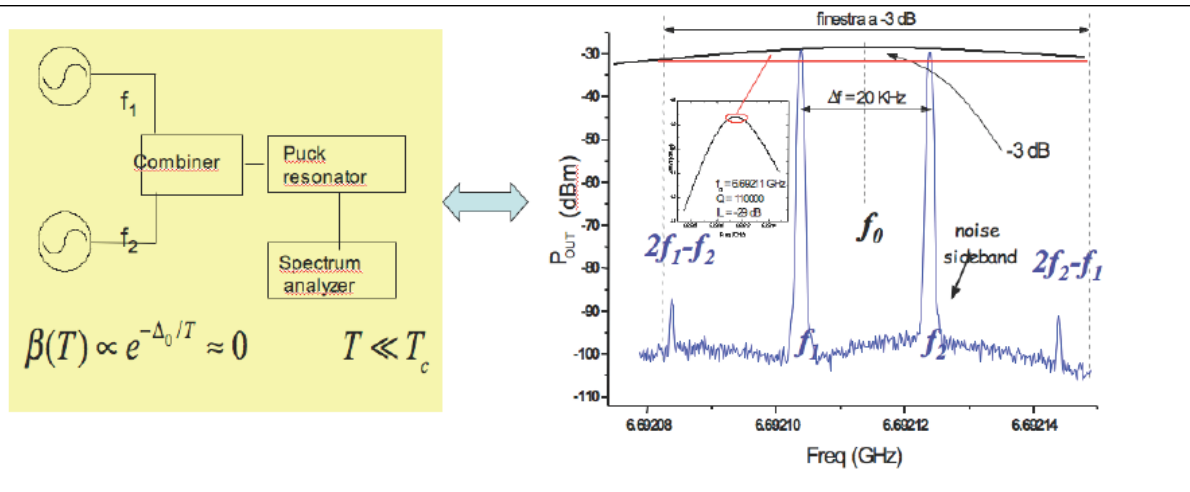 f1
Combiner
Puck
resonator
f2
Spectrum
analyzer
β(T) ∝ e^{-Δ0/T} ≈ 0
T ≪ Tc
finestra a -3 dB
-30
-40
-50
-60
-70
-80
-90
-100
-110
POUT (dBm)
Δf = 20 KHz
-3 dB
f0 = 6.69211 GHz
Q = 110000
IL = -29 dB
f0
noise
sideband
2f1-f2
2f2-f1
f1
f2
6.69208
6.69210
6.69212
6.69214
Freq (GHz)